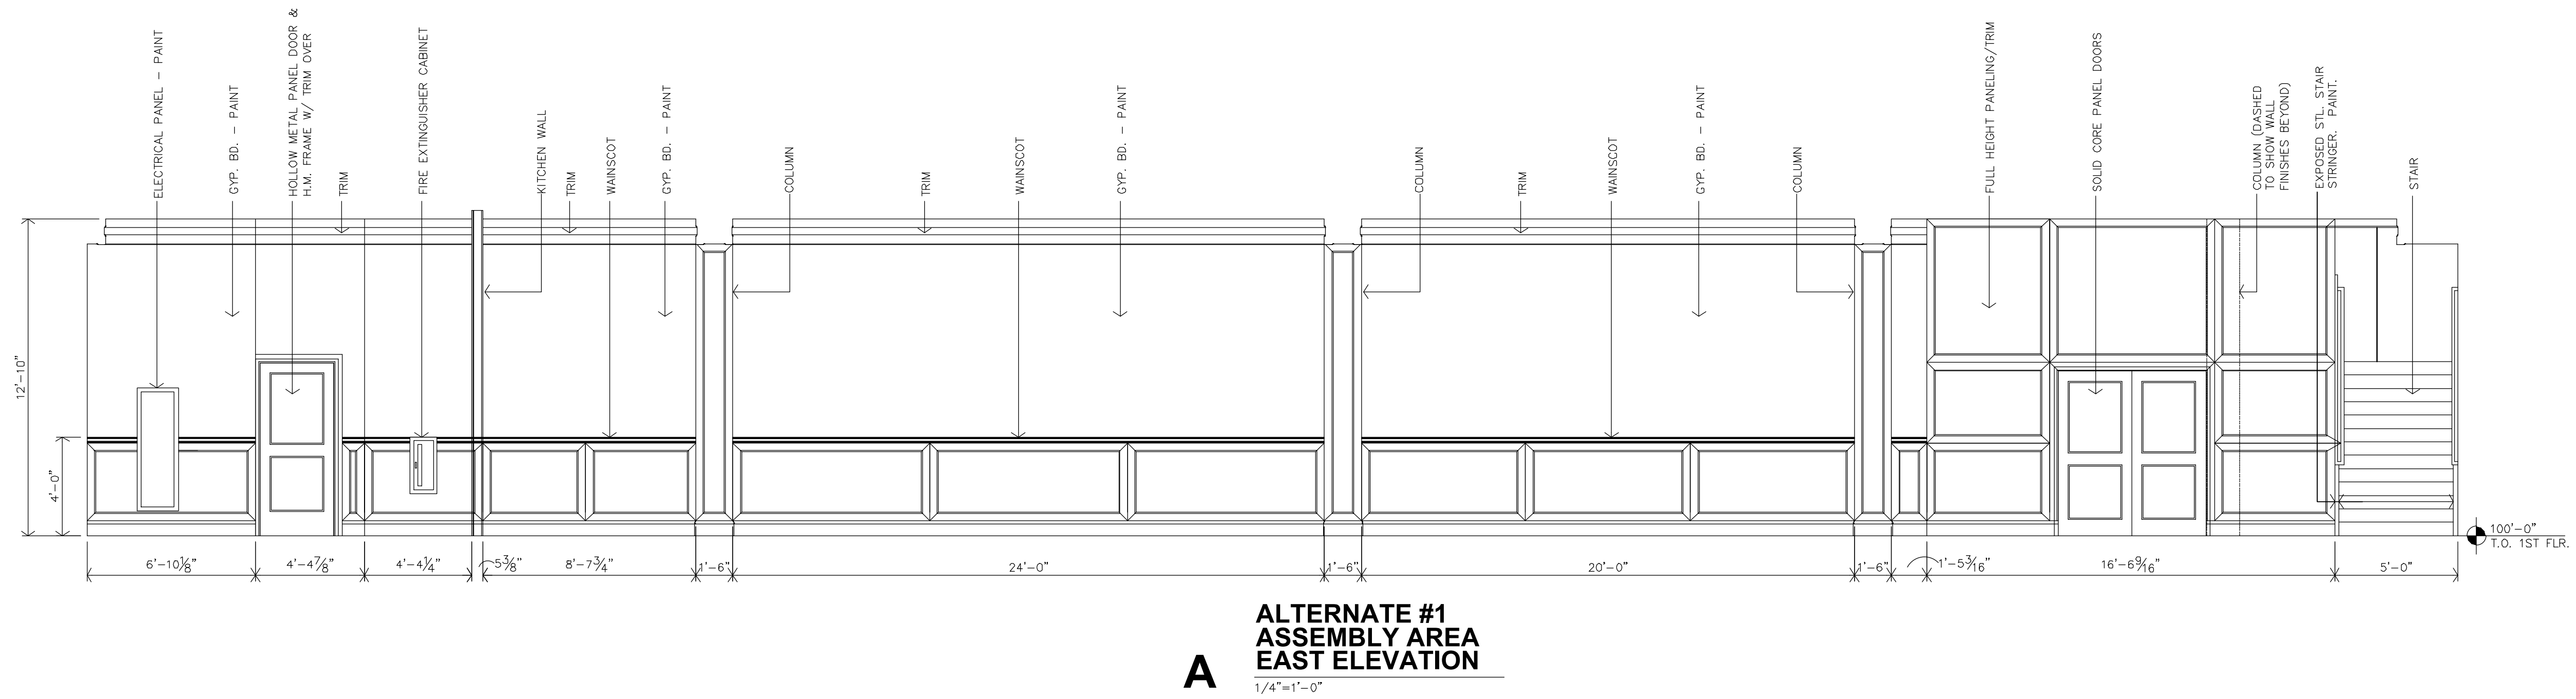 ELECTRICAL PANEL – PAINT
GYP. BD. – PAINT
HOLLOW METAL PANEL DOOR &
H.M. FRAME W/ TRIM OVER
TRIM
FIRE EXTINGUISHER CABINET
KITCHEN WALL
TRIM
WAINSCOT
GYP. BD. – PAINT
COLUMN
TRIM
WAINSCOT
GYP. BD. – PAINT
COLUMN
TRIM
WAINSCOT
GYP. BD. – PAINT
COLUMN
FULL HEIGHT PANELING/TRIM
SOLID CORE PANEL DOORS
COLUMN (DASHED
TO SHOW WALL
FINISHES BEYOND)
EXPOSED STL. STAIR
STRINGER. PAINT.
STAIR
12'-10"
4'-0"
100'-0"
T.O. 1ST FLR.
6'-10⅛"
4'-4⅞"
4'-4¼"
5⅜"
8'-7¾"
1'-6"
24'-0"
1'-6"
20'-0"
1'-6"
1'-53/16"
16'-69/16"
5'-0"
A
ALTERNATE #1
ASSEMBLY AREA
EAST ELEVATION
1/4"=1'-0"